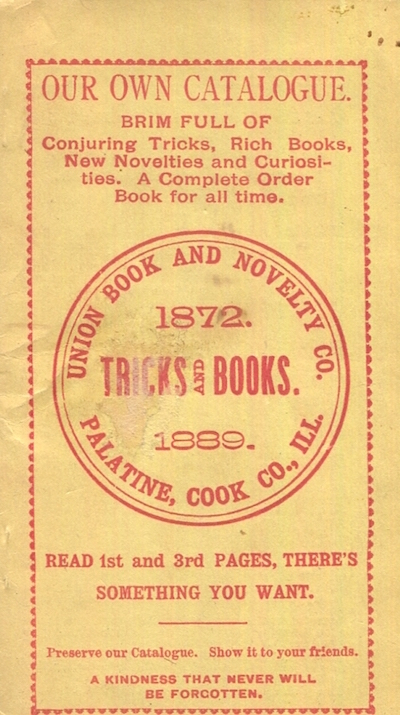 OUR OWN CATALOGUE.
BRIM FULL OF
Conjuring Tricks, Rich Books,
New Novelties and Curiosi-
ties. A Complete Order
Book for all time.
UNION BOOK AND NOVELTY CO.
1872.
TRICKS AND BOOKS.
1889.
PALATINE, COOK CO., ILL.
READ 1st and 3rd PAGES, THERE'S
SOMETHING YOU WANT.
Preserve our Catalogue. Show it to your friends.
A KINDNESS THAT NEVER WILL
BE FORGOTTEN.